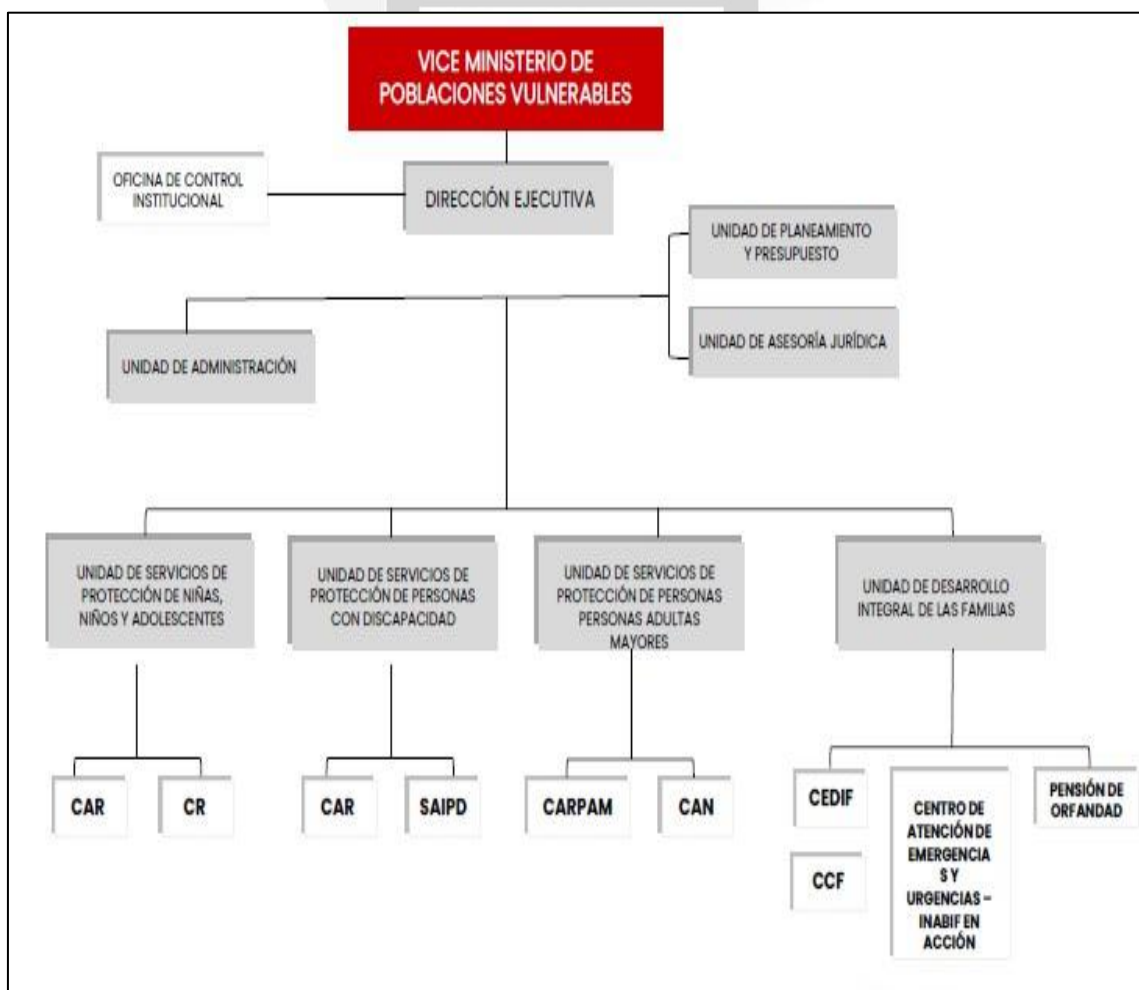 VICE MINISTERIO DE
POBLACIONES VULNERABLES
OFICINA DE CONTROL
INSTITUCIONAL
DIRECCIÓN EJECUTIVA
UNIDAD DE PLANEAMIENTO
Y PRESUPUESTO
UNIDAD DE ASESORÍA JURÍDICA
UNIDAD DE ADMINISTRACIÓN
UNIDAD DE SERVICIOS DE
PROTECCIÓN DE NIÑAS,
NIÑOS Y ADOLESCENTES
UNIDAD DE SERVICIOS DE
PROTECCIÓN DE PERSONAS
CON DISCAPACIDAD
UNIDAD DE SERVICIOS DE
PROTECCIÓN DE PERSONAS
PERSONAS ADULTAS
MAYORES
UNIDAD DE DESARROLLO
INTEGRAL DE LAS FAMILIAS
CAR
CR
CAR
SAIPD
CARPAM
CAN
CEDIF
CCF
CENTRO DE
ATENCIÓN DE
EMERGENCIA
S Y
URGENCIAS –
INABIF EN
ACCIÓN
PENSIÓN DE
ORFANDAD